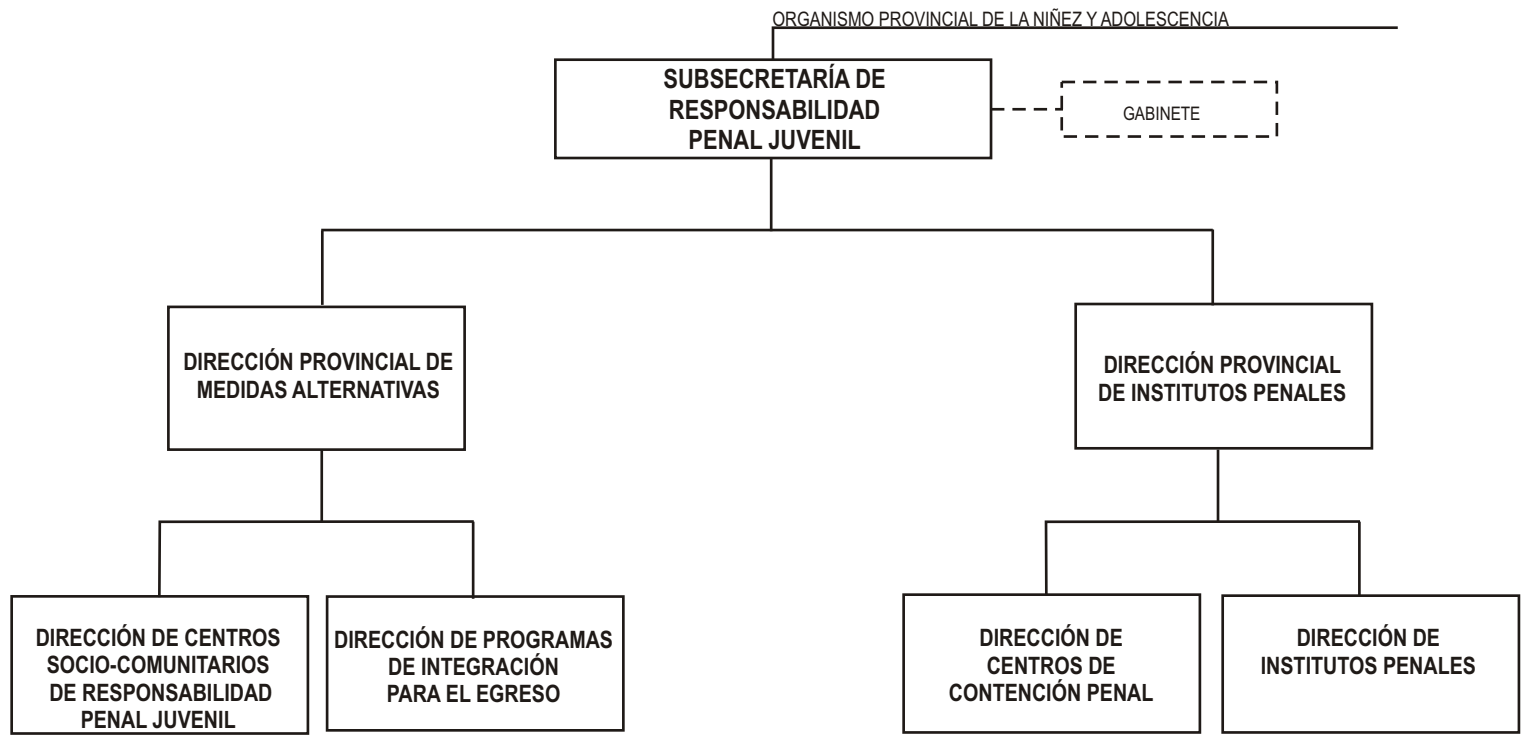 ORGANISMO PROVINCIAL DE LA NIÑEZ Y ADOLESCENCIA
SUBSECRETARÍA DE
RESPONSABILIDAD
PENAL JUVENIL
GABINETE
DIRECCIÓN PROVINCIAL DE
MEDIDAS ALTERNATIVAS
DIRECCIÓN PROVINCIAL
DE INSTITUTOS PENALES
DIRECCIÓN DE CENTROS
SOCIO-COMUNITARIOS
DE RESPONSABILIDAD
PENAL JUVENIL
DIRECCIÓN DE PROGRAMAS
DE INTEGRACIÓN
PARA EL EGRESO
DIRECCIÓN DE
CENTROS DE
CONTENCIÓN PENAL
DIRECCIÓN DE
INSTITUTOS PENALES